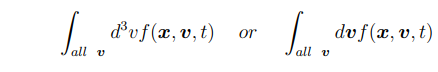 ∫_{all 𝒗} d³v f(𝒙, 𝒗, t) or ∫_{all 𝒗} d𝒗 f(𝒙, 𝒗, t)